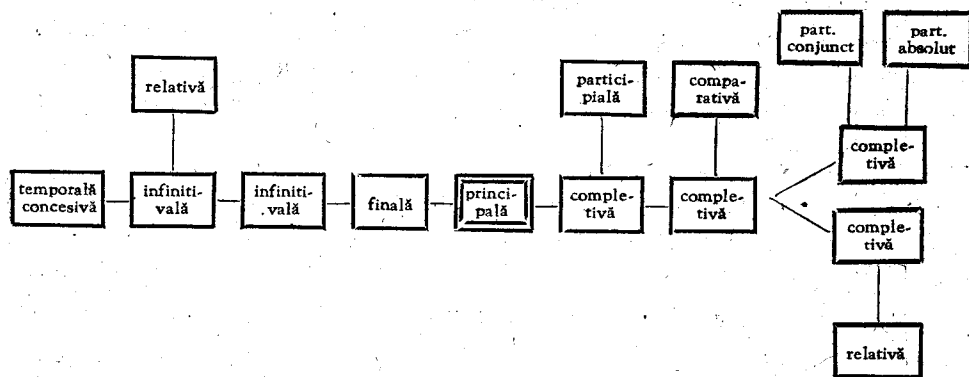 part.
conjunct
part.
absolut
relativă
partici-
pială
compa-
rativă
comple-
tivă
temporală
concesivă
infiniti-
vală
infiniti-
vală
finală
princi-
pală
comple-
tivă
comple-
tivă
comple-
tivă
relativă